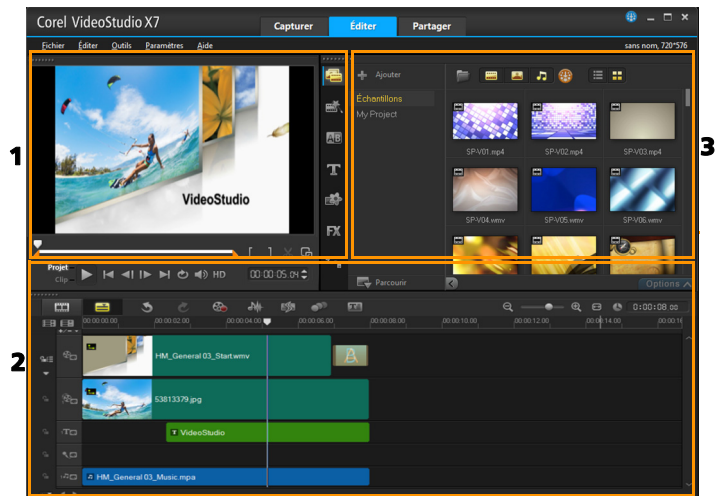 Corel VideoStudio X7
Capturer
Éditer
Partager
Fichier Éditer Outils Paramètres Aide
sans nom, 720*576
1
VideoStudio
AB
T
FX
Ajouter
Échantillons
My Project
SP-V01.mp4
SP-V02.mp4
SP-V03.mp4
SP-V04.wmv
SP-V05.wmv
SP-V06.wmv
3
Parcourir
Options
Projet
Clip
HD
00:00:05.04
0:00:08.00
00:00:00.00 00:00:02.00 00:00:04.00 00:00:06.00 00:00:08.00 00:00:10.00 00:00:12.00 00:00:14.00 00:00:16
2
HM_General 03_Start.wmv
A
53813379.jpg
T VideoStudio
HM_General 03_Music.mpa